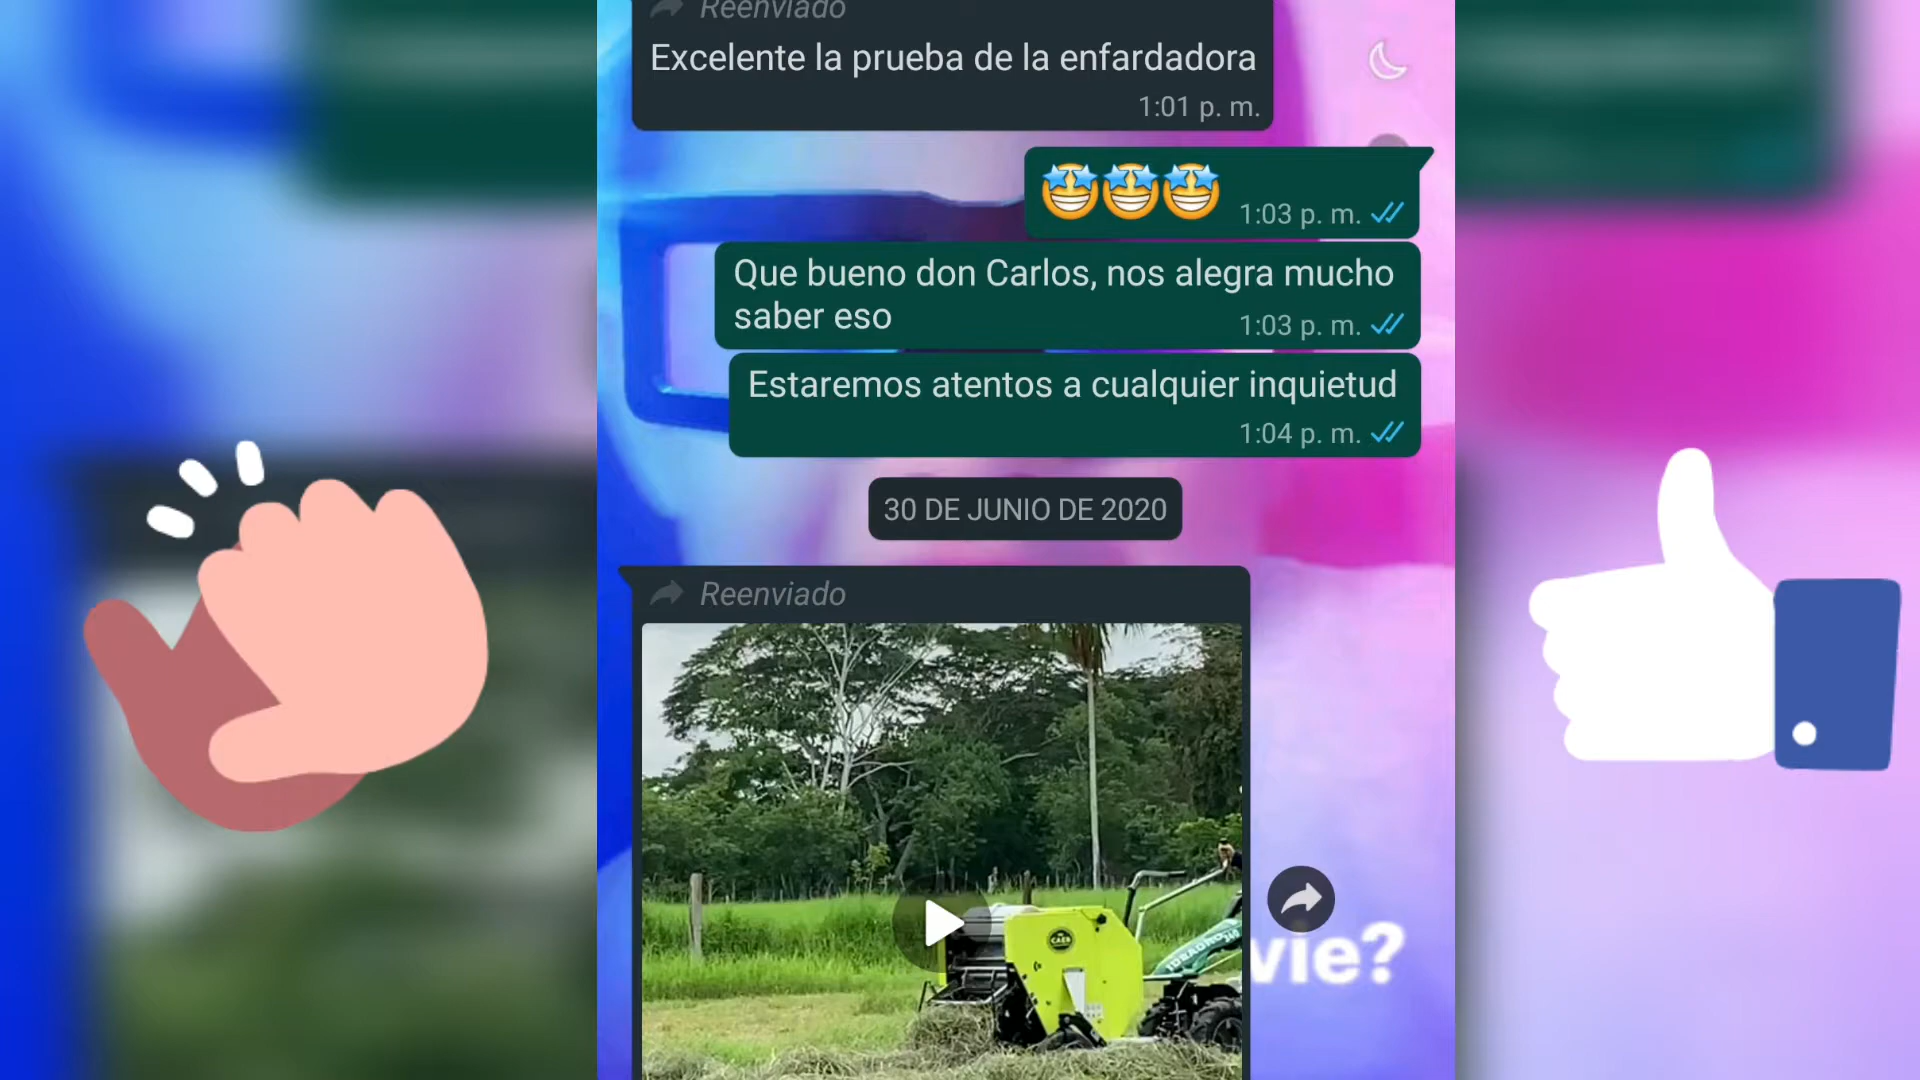 Reenviado
Excelente la prueba de la enfardadora
1:01 p. m.
1:03 p. m.
Que bueno don Carlos, nos alegra mucho
saber eso
1:03 p. m.
Estaremos atentos a cualquier inquietud
1:04 p. m.
30 DE JUNIO DE 2020
Reenviado
CAEB
vie?